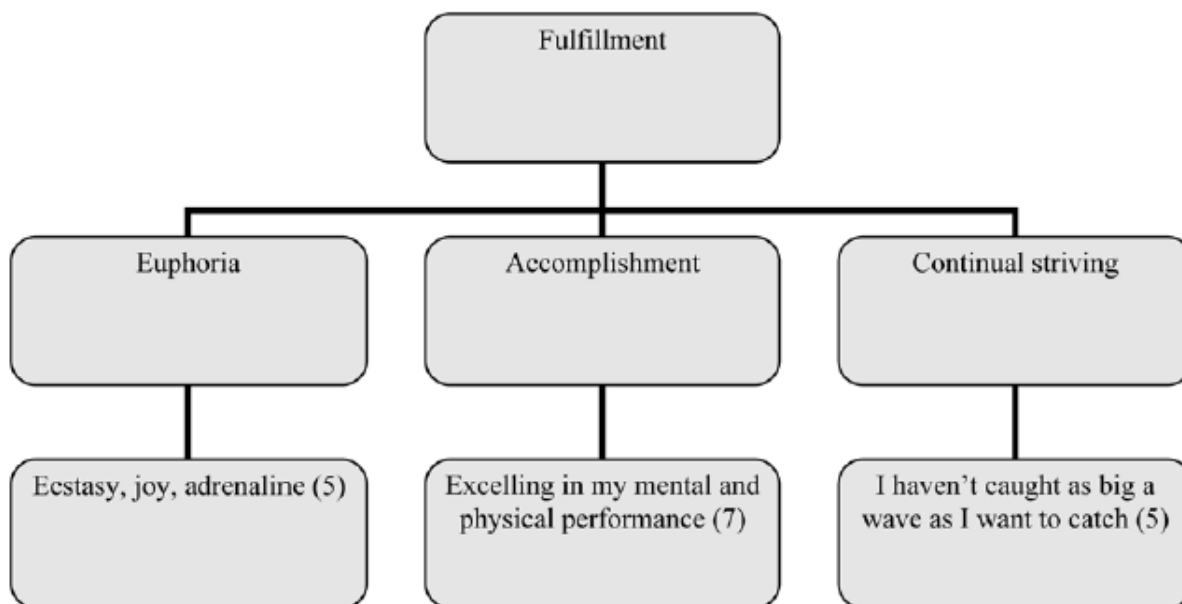 Fulfillment
Euphoria
Accomplishment
Continual striving
Ecstasy, joy, adrenaline (5)
Excelling in my mental and
physical performance (7)
I haven’t caught as big a
wave as I want to catch (5)